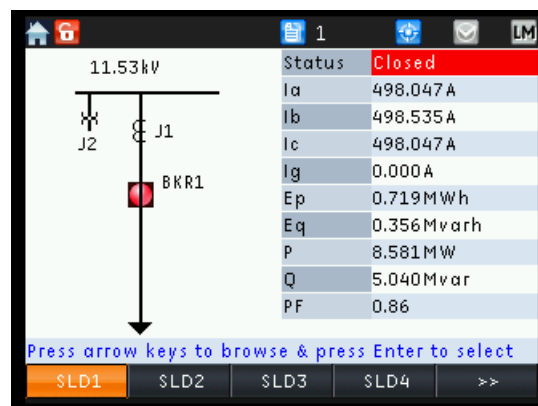 1
LM
11.53kV
J2
J1
BKR1
Status Closed
Ia 498.047A
Ib 498.535A
Ic 498.047A
Ig 0.000A
Ep 0.719MWh
Eq 0.356Mvarh
P 8.581MW
Q 5.040Mvar
PF 0.86
Press arrow keys to browse & press Enter to select
SLD1 SLD2 SLD3 SLD4 >>